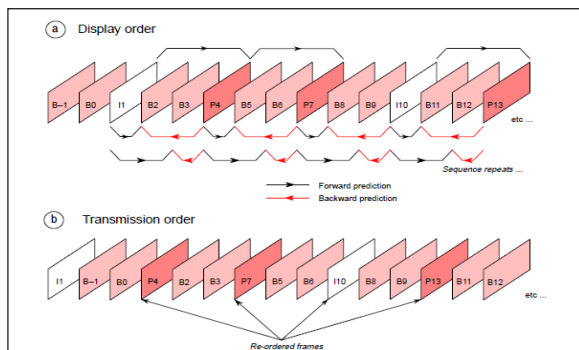 a Display order
B–1 B0 I1 B2 B3 P4 B5 B6 P7 B8 B9 I10 B11 B12 P13
etc ...
Sequence repeats ...
Forward prediction
Backward prediction
b Transmission order
I1 B–1 B0 P4 B2 B3 P7 B5 B6 I10 B8 B9 P13 B11 B12
etc ...
Re-ordered frames